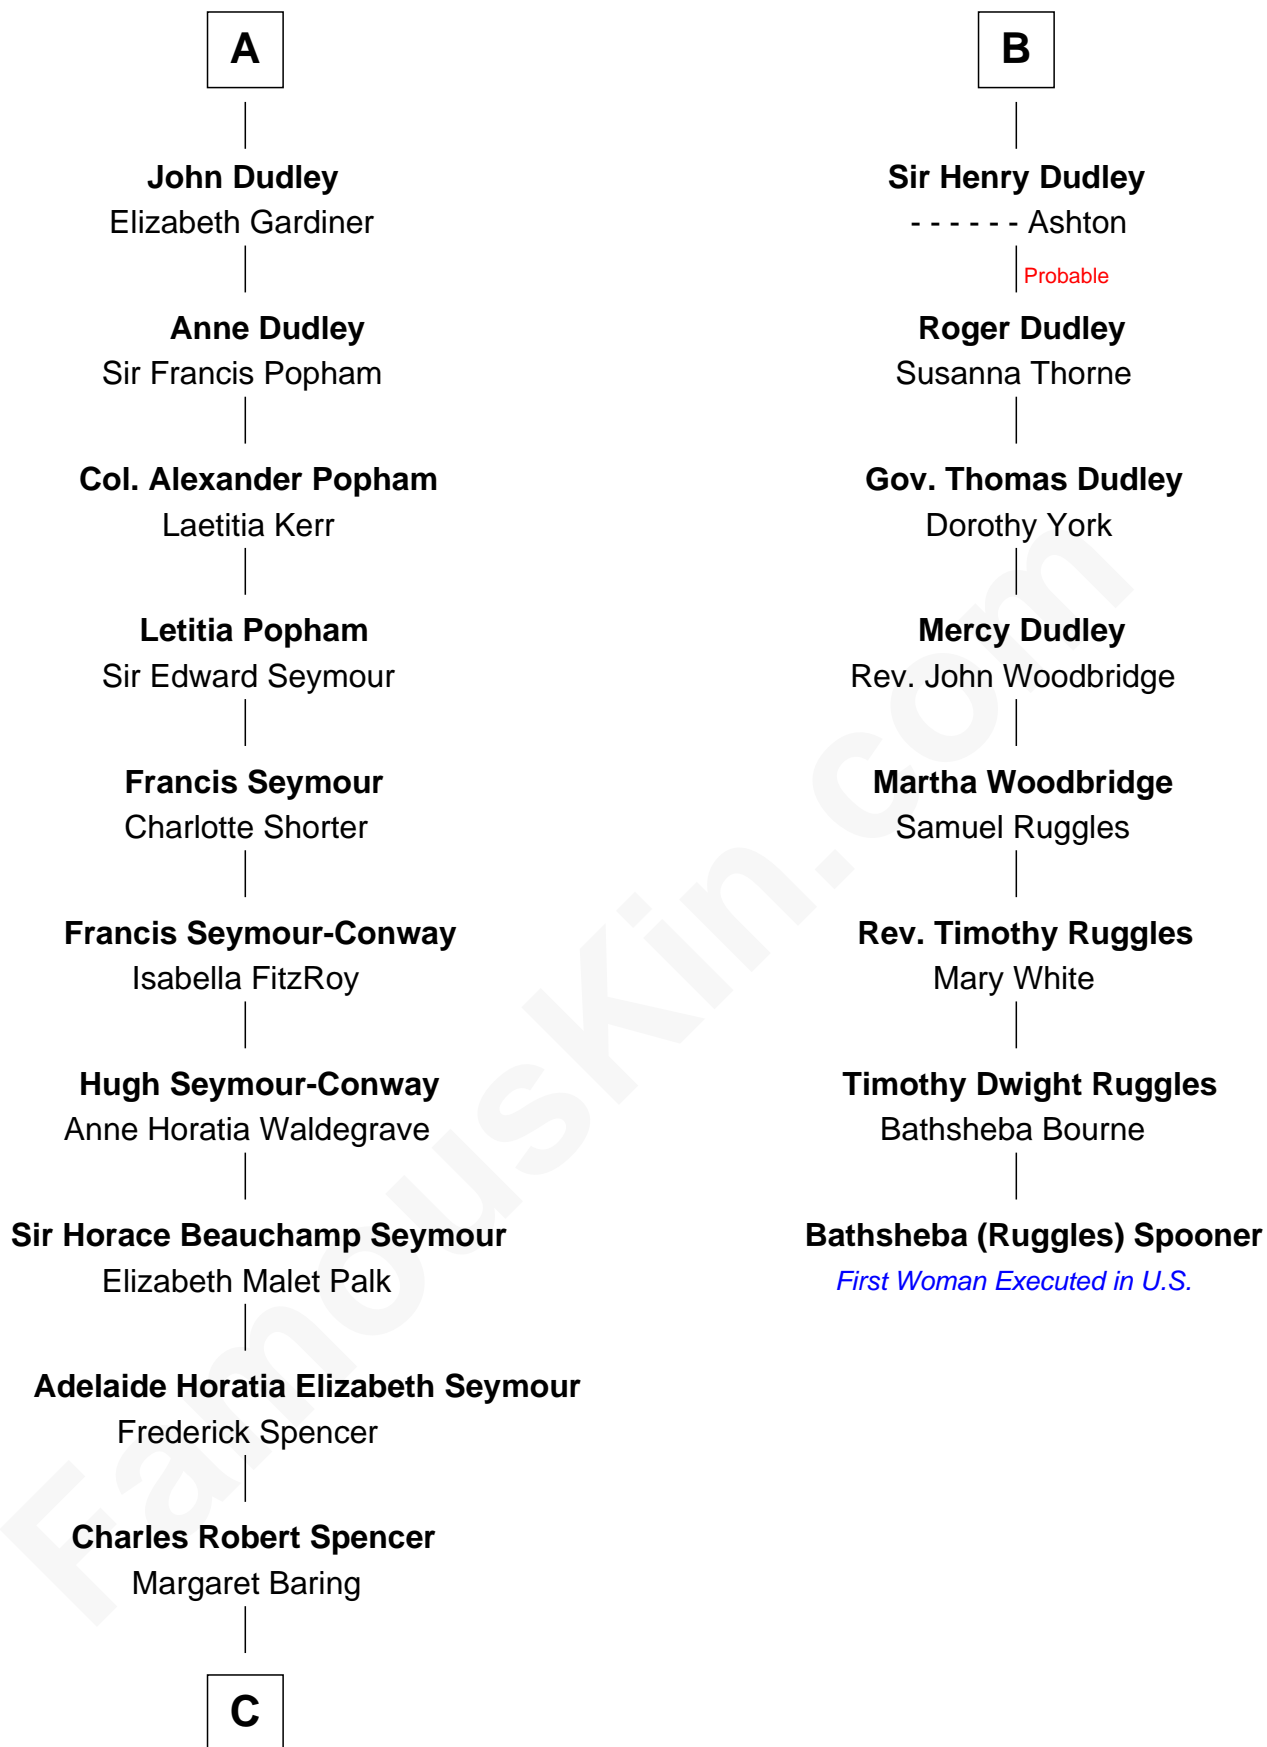 A
John Dudley
Elizabeth Gardiner
Anne Dudley
Sir Francis Popham
Col. Alexander Popham
Laetitia Kerr
Letitia Popham
Sir Edward Seymour
Francis Seymour
Charlotte Shorter
Francis Seymour-Conway
Isabella FitzRoy
Hugh Seymour-Conway
Anne Horatia Waldegrave
Sir Horace Beauchamp Seymour
Elizabeth Malet Palk
Adelaide Horatia Elizabeth Seymour
Frederick Spencer
Charles Robert Spencer
Margaret Baring
C
B
Sir Henry Dudley
- - - - - - Ashton
Probable
Roger Dudley
Susanna Thorne
Gov. Thomas Dudley
Dorothy York
Mercy Dudley
Rev. John Woodbridge
Martha Woodbridge
Samuel Ruggles
Rev. Timothy Ruggles
Mary White
Timothy Dwight Ruggles
Bathsheba Bourne
Bathsheba (Ruggles) Spooner
First Woman Executed in U.S.
FamousKin.com